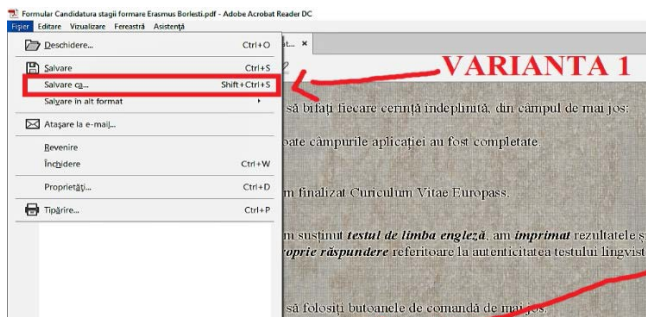 Formular Candidatura stagii formare Erasmus Borlesti.pdf - Adobe Acrobat Reader DC
Fișier Editare Vizualizare Fereastră Asistență
Deschidere... Ctrl+O
Salvare Ctrl+S
Salvare ca... Shift+Ctrl+S
Salvare în alt format
Atașare la e-mail...
Revenire
Închidere Ctrl+W
Proprietăți... Ctrl+D
Tipărire... Ctrl+P
VARIANTA 1
să bifați fiecare cerință îndeplinită, din câmpul de mai jos:
câmpurile aplicației au fost completate
finalizat Curiculum Vitae Europass.
susținut testul de limba engleză, am imprimat rezultatele
proprie răspundere referitoare la autenticitatea testului
să folosiți butoanele de comandă de mai jos: